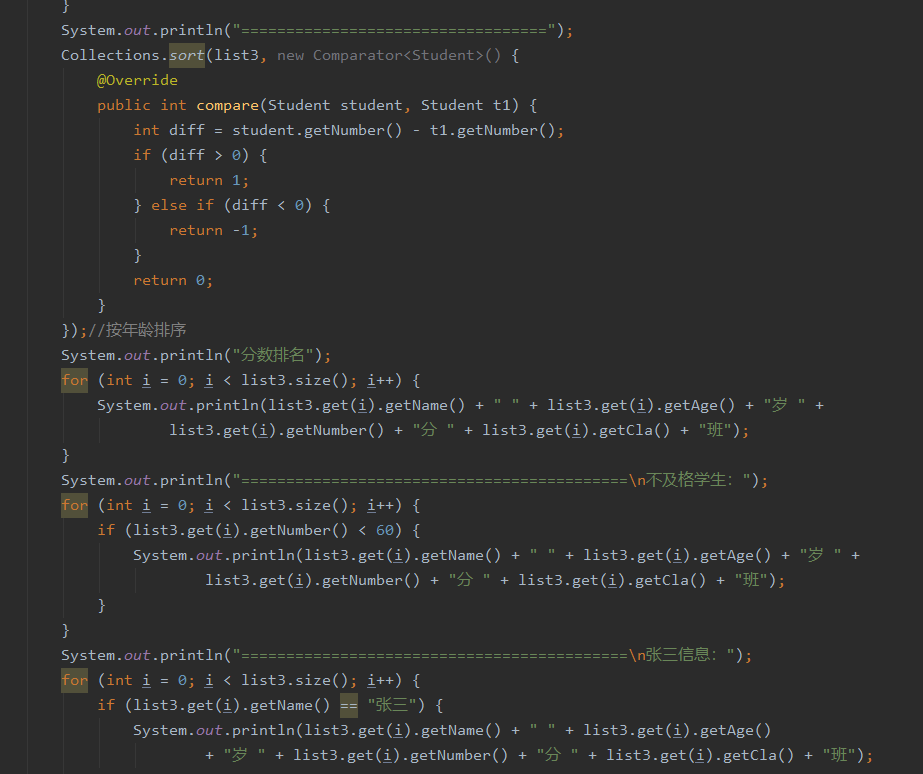 }
System.out.println("==================================");
Collections.sort(list3, new Comparator<Student>() {
@Override
public int compare(Student student, Student t1) {
int diff = student.getNumber() - t1.getNumber();
if (diff > 0) {
return 1;
} else if (diff < 0) {
return -1;
}
return 0;
}
});//按年龄排序
System.out.println("分数排名");
for (int i = 0; i < list3.size(); i++) {
System.out.println(list3.get(i).getName() + " " + list3.get(i).getAge() + "岁 " +
list3.get(i).getNumber() + "分 " + list3.get(i).getCla() + "班");
}
System.out.println("===========================================\n不及格学生: ");
for (int i = 0; i < list3.size(); i++) {
if (list3.get(i).getNumber() < 60) {
System.out.println(list3.get(i).getName() + " " + list3.get(i).getAge() + "岁 " +
list3.get(i).getNumber() + "分 " + list3.get(i).getCla() + "班");
}
}
System.out.println("===========================================\n张三信息: ");
for (int i = 0; i < list3.size(); i++) {
if (list3.get(i).getName() == "张三") {
System.out.println(list3.get(i).getName() + " " + list3.get(i).getAge()
+ "岁 " + list3.get(i).getNumber() + "分 " + list3.get(i).getCla() + "班");